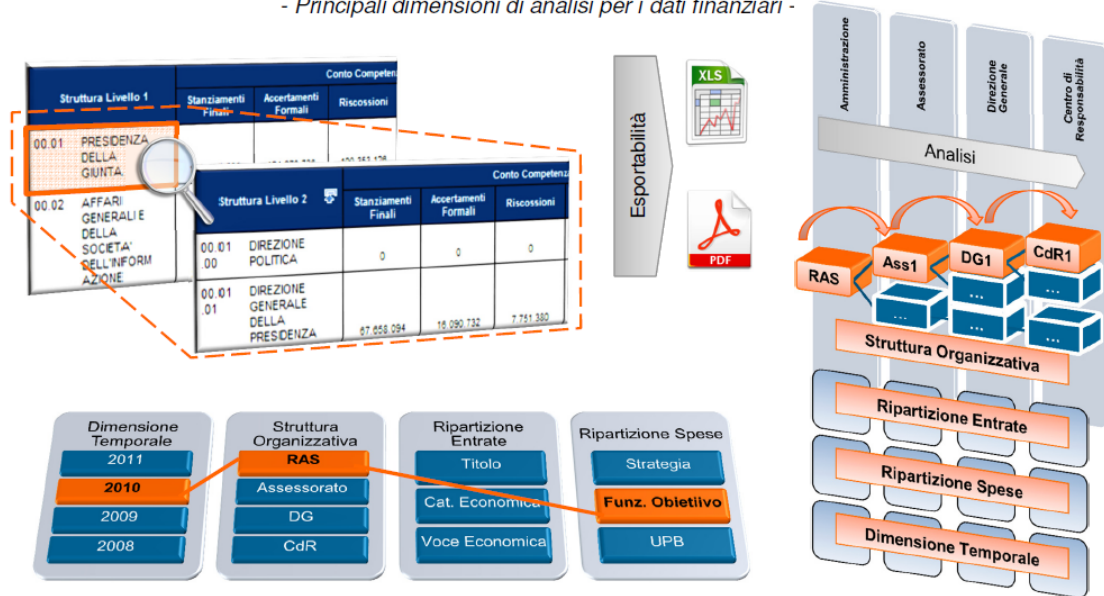 - Principali dimensioni di analisi per i dati finanziari -
Conto Competenz
Struttura Livello 1
Stanziamenti
Finali
Accertamenti
Formali
Riscossioni
00.01 PRESIDENZA
DELLA
GIUNTA.
00.02 AFFARI
GENERALI E
DELLA
SOCIETA'
DELL'INFORM
AZIONE
Conto Competenza
Struttura Livello 2
Stanziamenti
Finali
Accertamenti
Formali
Riscossioni
00.01 DIREZIONE
.00 POLITICA
0
0
0
00.01 DIREZIONE
.01 GENERALE
DELLA
PRESIDENZA
67.658.094
16.090.732
7.751.380
Esportabilità
XLS
PDF
Amministrazione
Assessorato
Direzione
Generale
Centro di
Responsabilità
Analisi
RAS
Ass1
DG1
CdR1
...
...
...
...
...
Struttura Organizzativa
Ripartizione Entrate
Ripartizione Spese
Dimensione Temporale
Dimensione
Temporale
2011
2010
2009
2008
Struttura
Organizzativa
RAS
Assessorato
DG
CdR
Ripartizione
Entrate
Titolo
Cat. Economica
Voce Economica
Ripartizione Spese
Strategia
Funz. Obietiivo
UPB